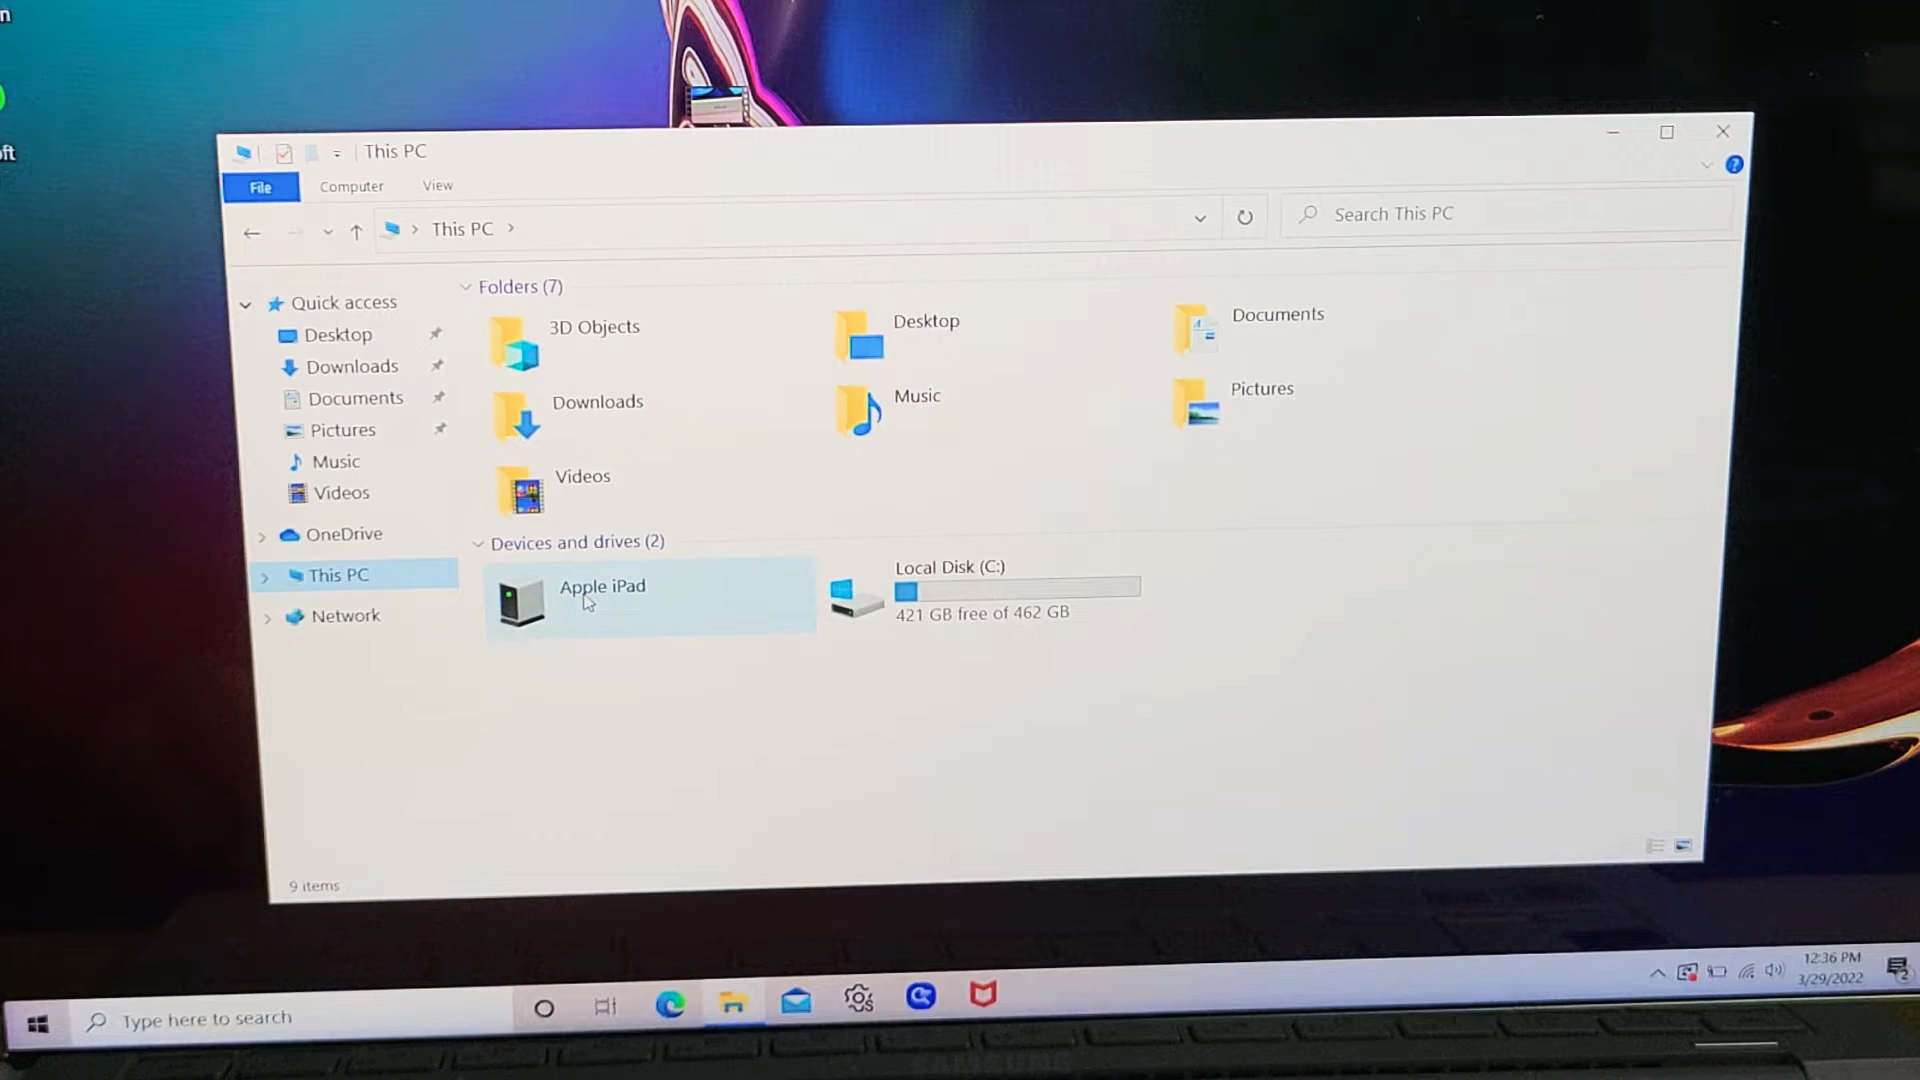 n
oft
This PC
File
Computer
View
This PC
Search This PC
Quick access
Desktop
Downloads
Documents
Pictures
Music
Videos
OneDrive
This PC
Network
Folders (7)
3D Objects
Desktop
Documents
Downloads
Music
Pictures
Videos
Devices and drives (2)
Apple iPad
Local Disk (C:)
421 GB free of 462 GB
9 items
Type here to search
12:36 PM
3/29/2022
2
SAMSUNG